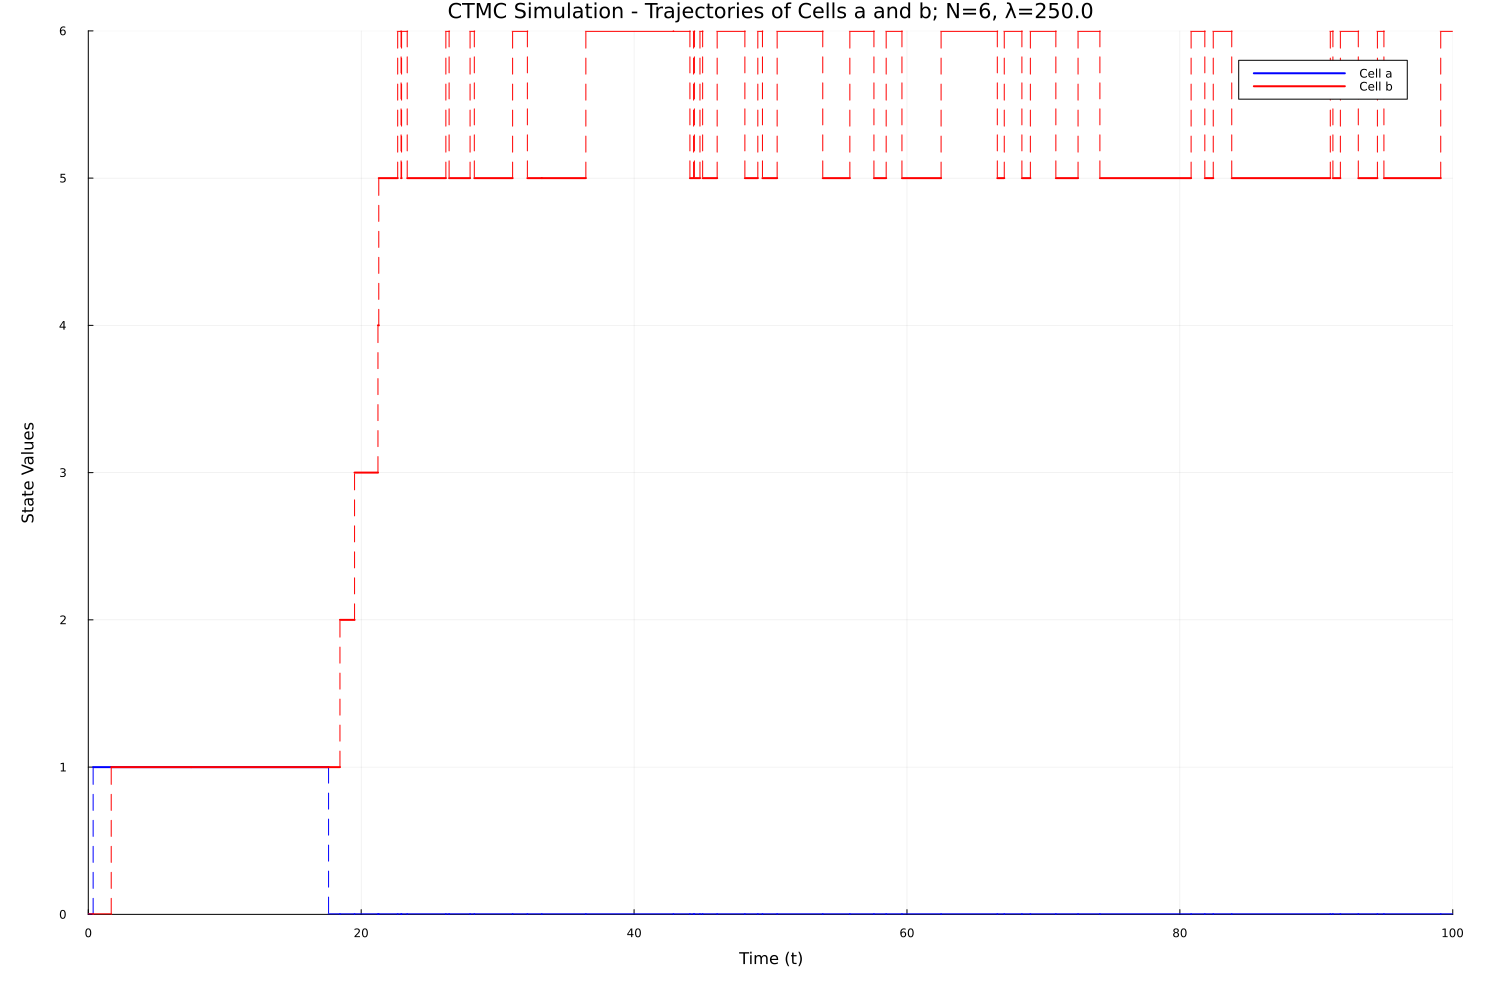 CTMC Simulation - Trajectories of Cells a and b; N=6, λ=250.0
6
Cell a
Cell b
5
4
State Values
3
2
1
0
0 20 40 60 80 100
Time (t)